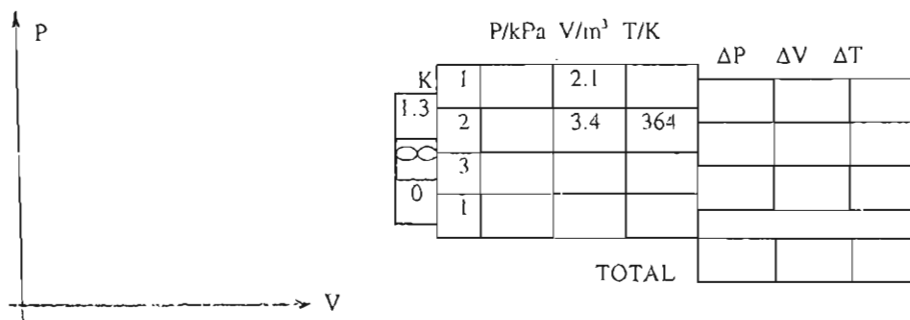 P
P/kPa V/m³ T/K
ΔP ΔV ΔT
K 1 2.1
1.3
2 3.4 364
∞
3
0
1
TOTAL
V